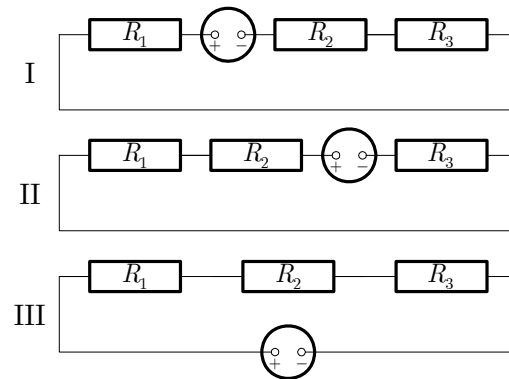 I R₁ + − R₂ R₃
II R₁ R₂ + − R₃
III R₁ R₂ R₃
+ −